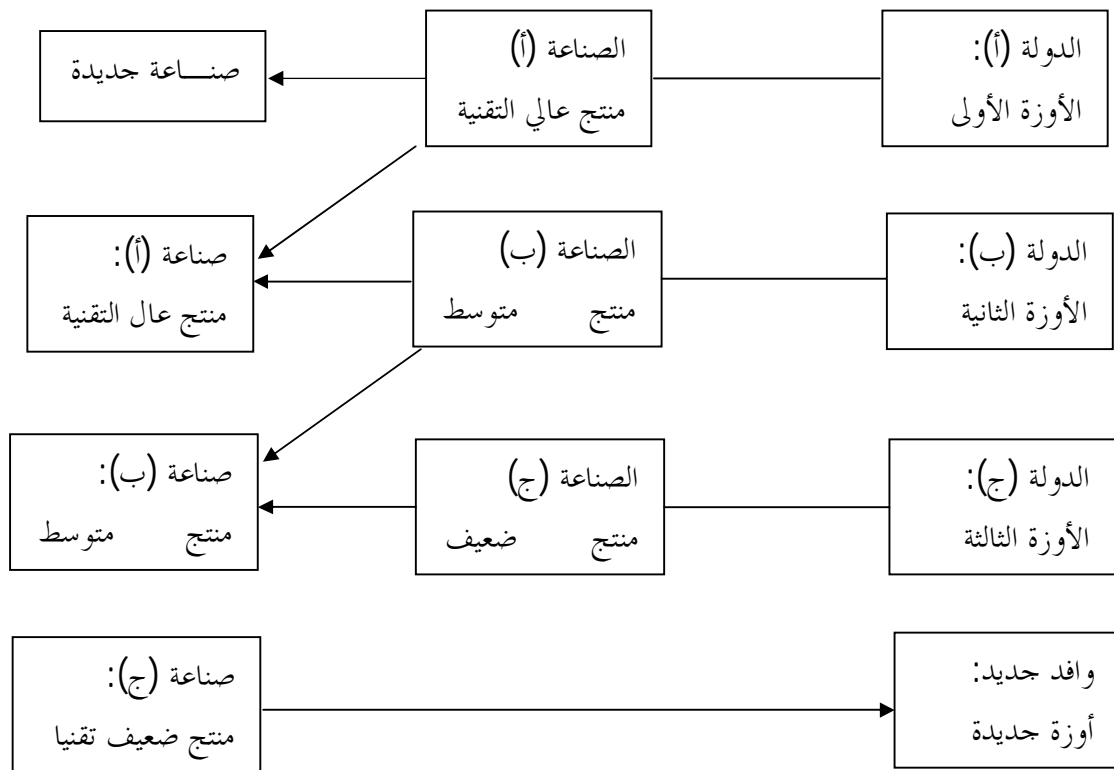 الدولة (أ):
الأوزة الأولى
الصناعة (أ)
منتج عالي التقنية
صنـــاعة جديدة
الدولة (ب):
الأوزة الثانية
الصناعة (ب)
منتج متوسط
صناعة (أ):
منتج عال التقنية
الدولة (ج):
الأوزة الثالثة
الصناعة (ج)
منتج ضعيف
صناعة (ب):
منتج متوسط
وافد جديد:
أوزة جديدة
صناعة (ج):
منتج ضعيف تقنيا